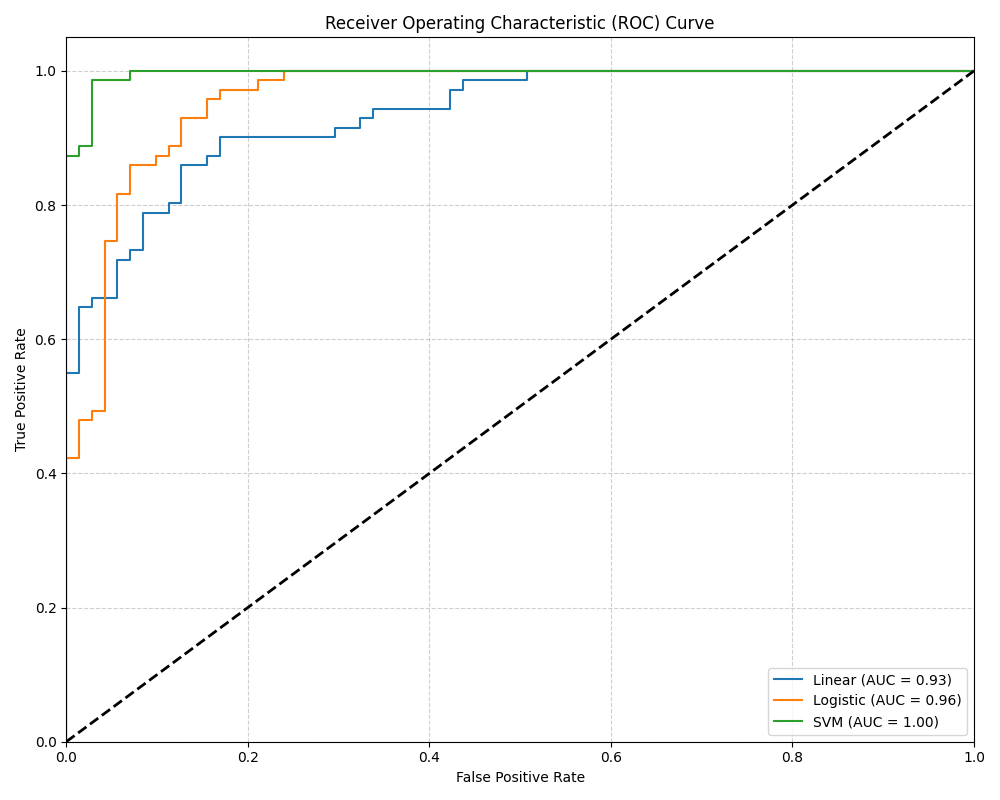 Receiver Operating Characteristic (ROC) Curve
True Positive Rate
1.0
0.8
0.6
0.4
0.2
0.0
Linear (AUC = 0.93)
Logistic (AUC = 0.96)
SVM (AUC = 1.00)
0.0 0.2 0.4 0.6 0.8 1.0
False Positive Rate